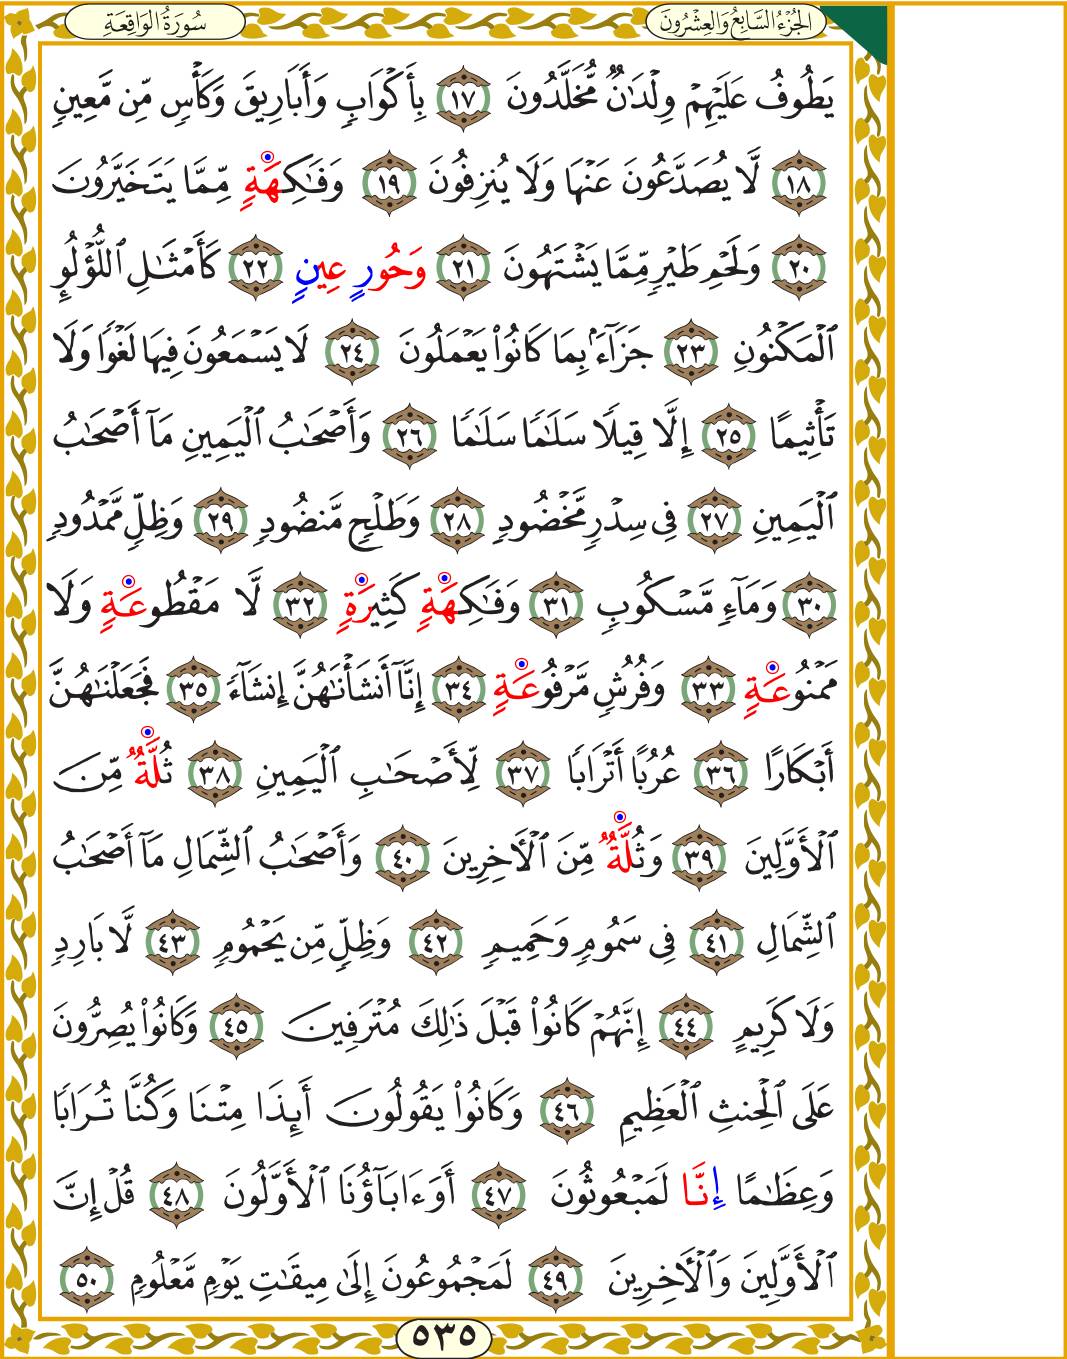 سُورَةُ الوَاقِعَةِ
الجُزْءُ السَّابِعُ وَالعِشْرُونَ
يَطُوفُ عَلَيْهِمْ وِلْدَٰنٌ مُّخَلَّدُونَ ١٧ بِأَكْوَابٍ وَأَبَارِيقَ وَكَأْسٍ مِّن مَّعِينٍ
١٨ لَّا يُصَدَّعُونَ عَنْهَا وَلَا يُنزِفُونَ ١٩ وَفَٰكِهَةٍ مِّمَّا يَتَخَيَّرُونَ
٢٠ وَلَحْمِ طَيْرٍ مِّمَّا يَشْتَهُونَ ٢١ وَحُورٍ عِينٍ ٢٢ كَأَمْثَٰلِ ٱللُّؤْلُوِٕ
ٱلْمَكْنُونِ ٢٣ جَزَآءًۢ بِمَا كَانُوا۟ يَعْمَلُونَ ٢٤ لَا يَسْمَعُونَ فِيهَا لَغْوًا وَلَا
تَأْثِيمًا ٢٥ إِلَّا قِيلًا سَلَٰمًا سَلَٰمًا ٢٦ وَأَصْحَٰبُ ٱلْيَمِينِ مَآ أَصْحَٰبُ
ٱلْيَمِينِ ٢٧ فِى سِدْرٍ مَّخْضُودٍ ٢٨ وَطَلْحٍ مَّنضُودٍ ٢٩ وَظِلٍّ مَّمْدُودٍ
٣٠ وَمَآءٍ مَّسْكُوبٍ ٣١ وَفَٰكِهَةٍ كَثِيرَةٍ ٣٢ لَّا مَقْطُوعَةٍ وَلَا
مَمْنُوعَةٍ ٣٣ وَفُرُشٍ مَّرْفُوعَةٍ ٣٤ إِنَّآ أَنشَأْنَٰهُنَّ إِنشَآءً ٣٥ فَجَعَلْنَٰهُنَّ
أَبْكَارًا ٣٦ عُرُبًا أَتْرَابًا ٣٧ لِّأَصْحَٰبِ ٱلْيَمِينِ ٣٨ ثُلَّةٌ مِّنَ
ٱلْأَوَّلِينَ ٣٩ وَثُلَّةٌ مِّنَ ٱلْـَٔاخِرِينَ ٤٠ وَأَصْحَٰبُ ٱلشِّمَالِ مَآ أَصْحَٰبُ
ٱلشِّمَالِ ٤١ فِى سَمُومٍ وَحَمِيمٍ ٤٢ وَظِلٍّ مِّن يَحْمُومٍ ٤٣ لَّا بَارِدٍ
وَلَا كَرِيمٍ ٤٤ إِنَّهُمْ كَانُوا۟ قَبْلَ ذَٰلِكَ مُتْرَفِينَ ٤٥ وَكَانُوا۟ يُصِرُّونَ
عَلَى ٱلْحِنثِ ٱلْعَظِيمِ ٤٦ وَكَانُوا۟ يَقُولُونَ أَئِذَا مِتْنَا وَكُنَّا تُرَابًا
وَعِظَٰمًا إِنَّا لَمَبْعُوثُونَ ٤٧ أَوَءَابَآؤُنَا ٱلْأَوَّلُونَ ٤٨ قُلْ إِنَّ
ٱلْأَوَّلِينَ وَٱلْـَٔاخِرِينَ ٤٩ لَمَجْمُوعُونَ إِلَىٰ مِيقَٰتِ يَوْمٍ مَّعْلُومٍ ٥٠
٥٣٥